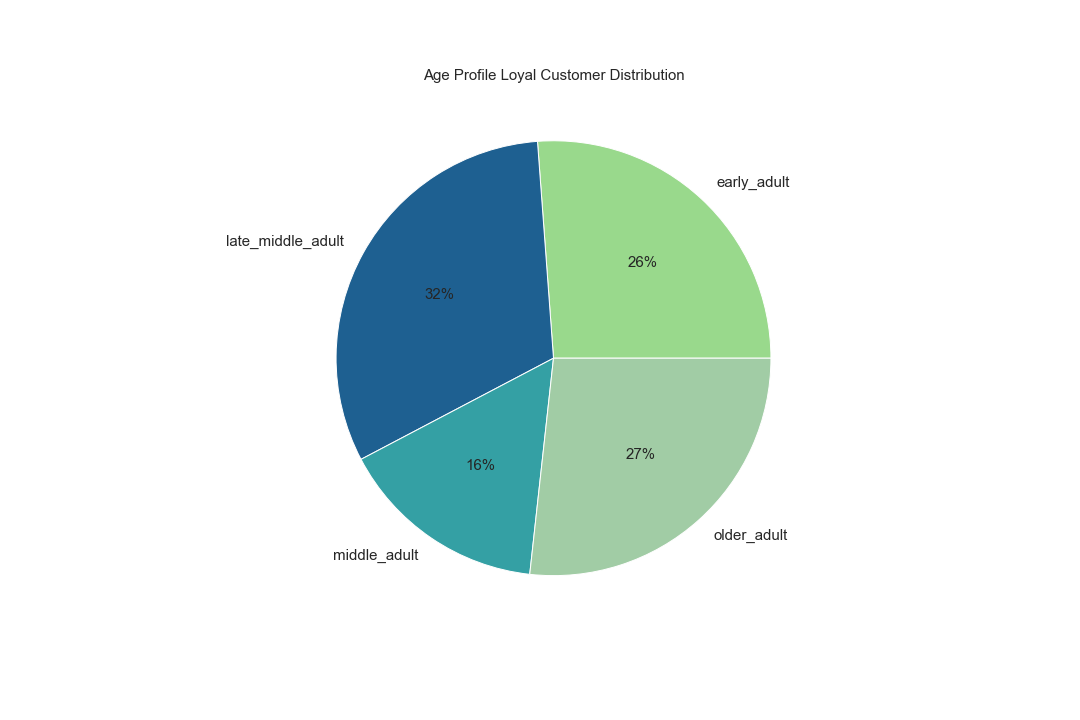 Age Profile Loyal Customer Distribution
early_adult
26%
late_middle_adult
32%
16%
middle_adult
27%
older_adult